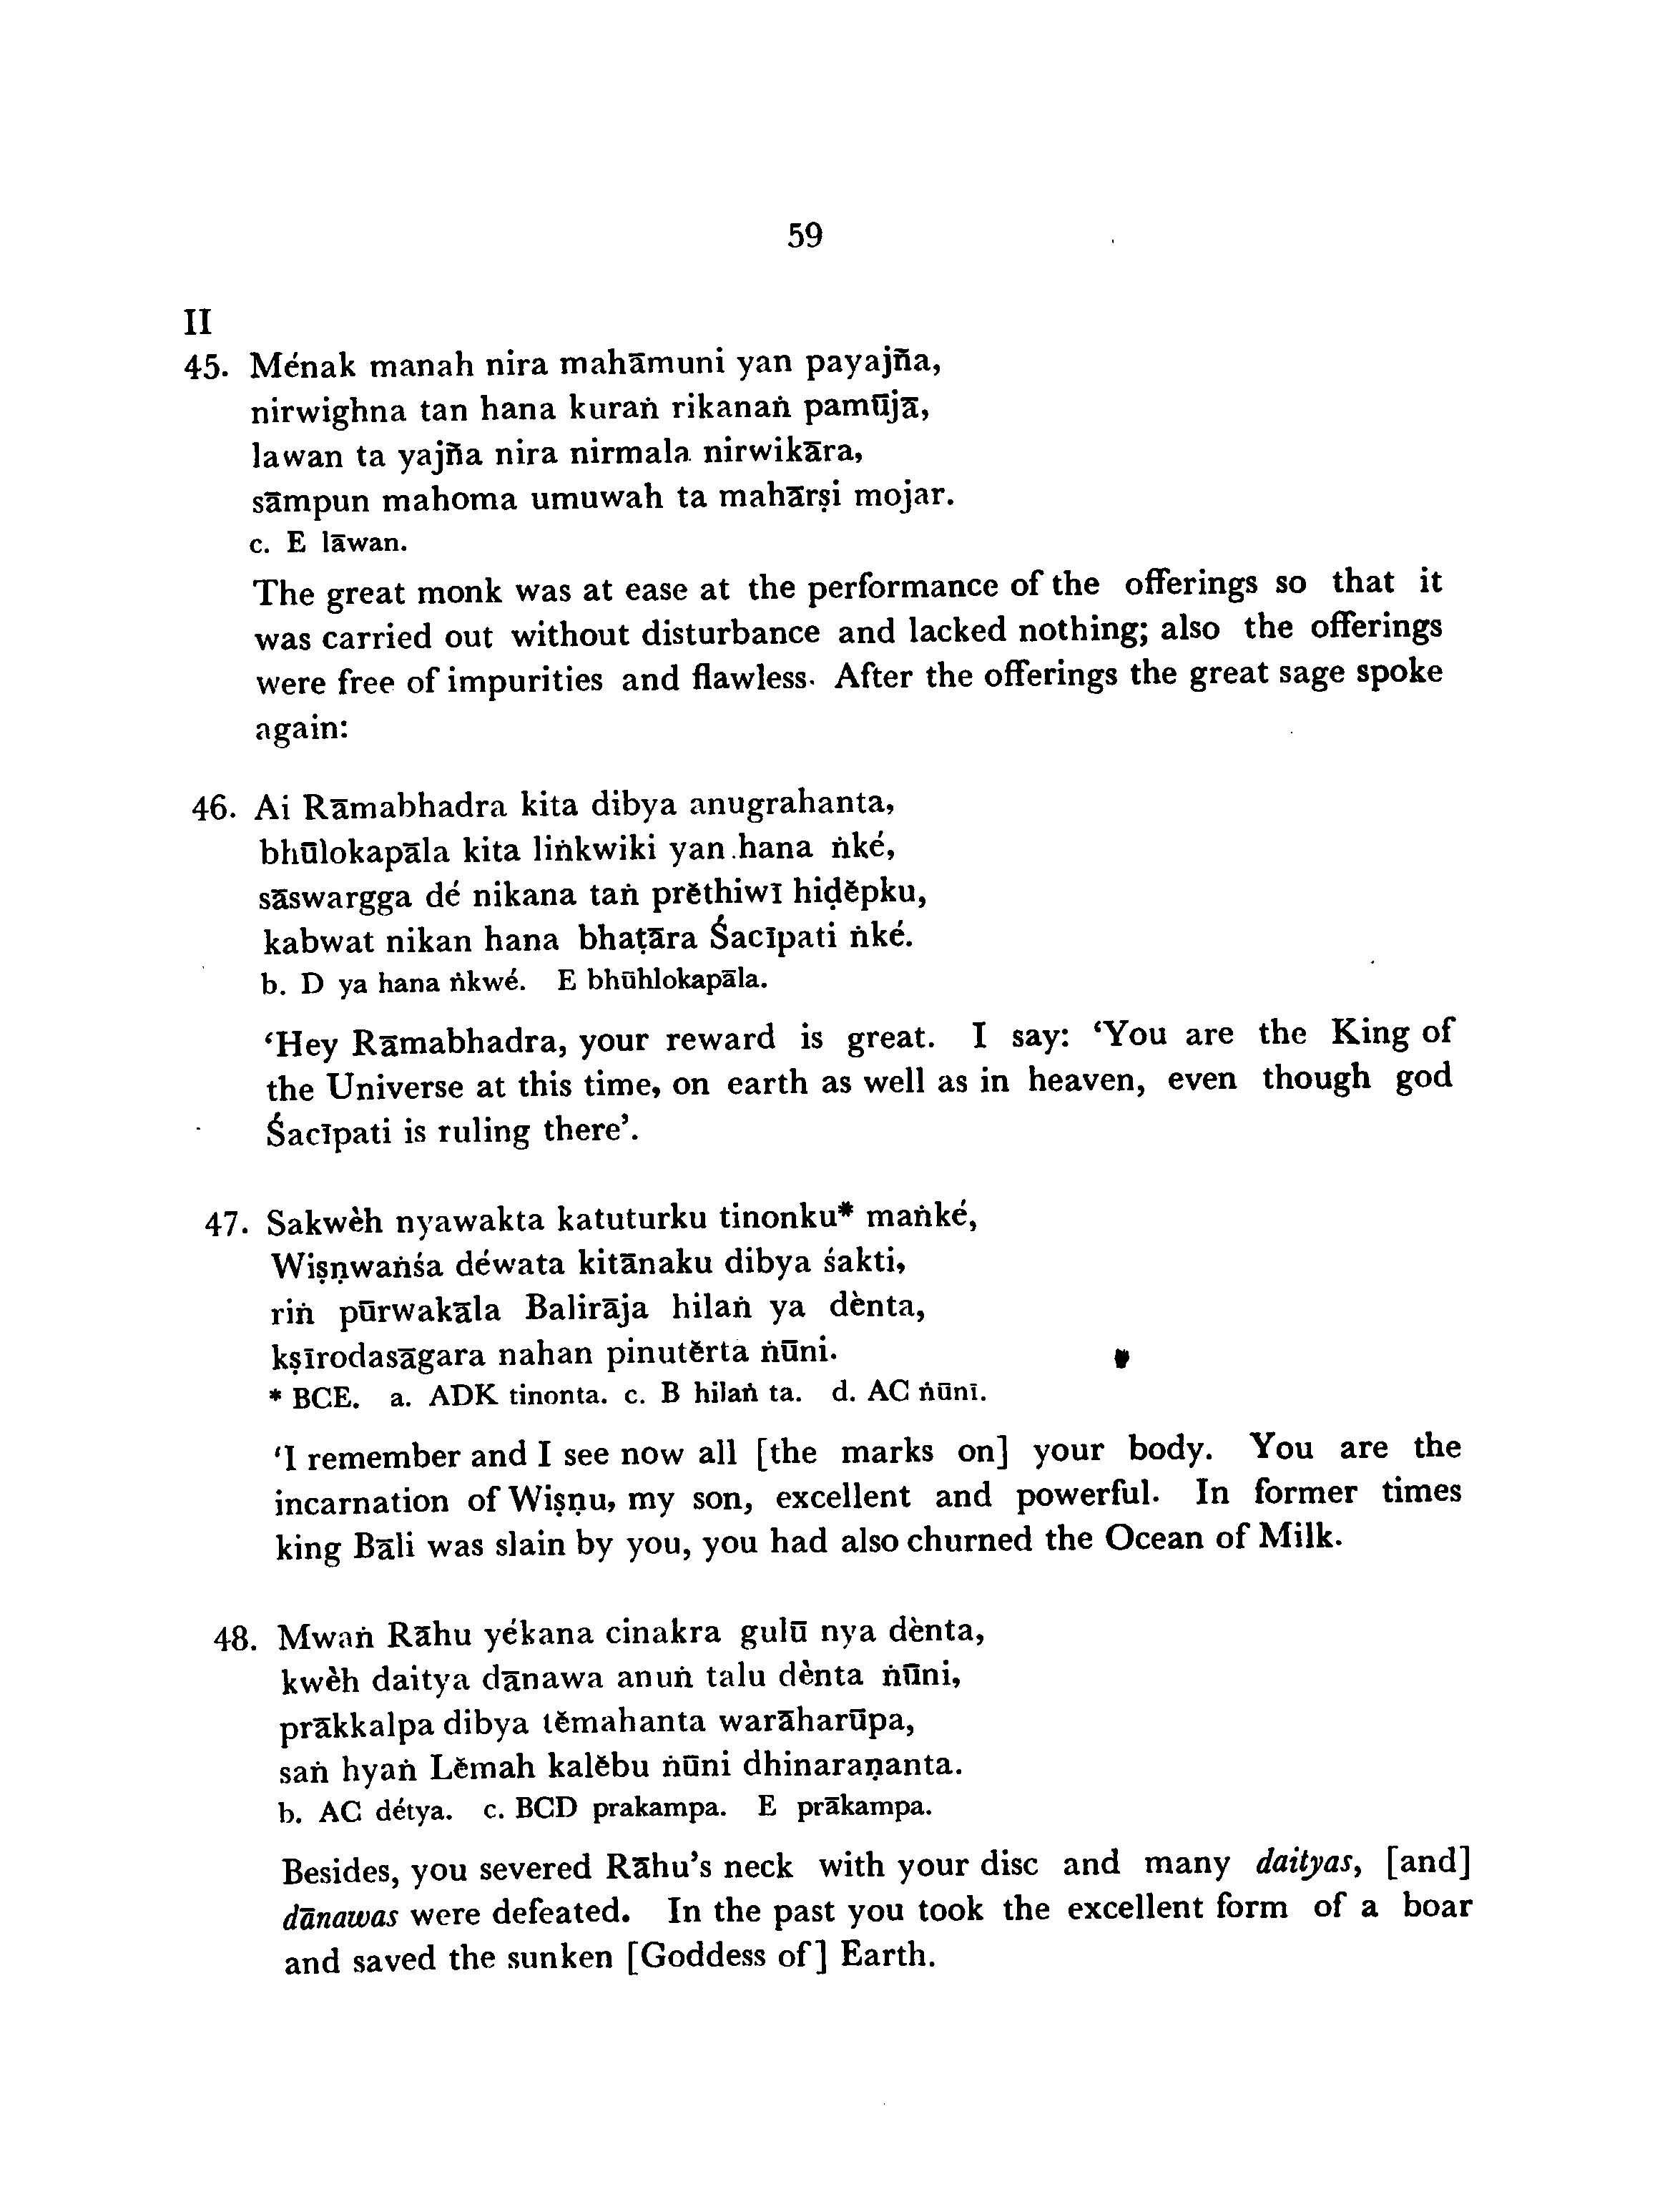 59
II
45. Ménak manah nira mahāmuni yan payajña,
nirwighna tan hana kuraṅ rikanaṅ pamūjā,
lawan ta yajña nira nirmala nirwikāra,
sāmpun mahoma umuwah ta mahārṣi mojar.
c. E lāwan.
The great monk was at ease at the performance of the offerings so that it
was carried out without disturbance and lacked nothing; also the offerings
were free of impurities and flawless. After the offerings the great sage spoke
again:
46. Ai Rāmabhadra kita dibya anugrahanta,
bhūlokapāla kita liṅkwiki yan hana ṅké,
sāswargga dé nikana taṅ prĕthiwī hiḍĕpku,
kabwat nikan hana bhaṭāra Śacīpati ṅké.
b. D ya hana ṅkwé. E bhūhlokapāla.
‘Hey Rāmabhadra, your reward is great. I say: ‘You are the King of
the Universe at this time, on earth as well as in heaven, even though god
Śacīpati is ruling there’.
47. Sakwèh nyawakta katuturku tinonku* maṅké,
Wiṣṇwaṅśa déwata kitānaku dibya śakti,
riṅ pūrwakāla Balirāja hilaṅ ya dènta,
kṣīrodasāgara nahan pinutĕrta ṅūni.
* BCE. a. ADK tinonta. c. B hilaṅ ta. d. AC ṅūnī.
‘I remember and I see now all [the marks on] your body. You are the
incarnation of Wiṣṇu, my son, excellent and powerful. In former times
king Bāli was slain by you, you had also churned the Ocean of Milk.
48. Mwaṅ Rāhu yékana cinakra gulū nya dènta,
kwèh daitya dānawa anuṅ talu dènta ṅūni,
prākkalpa dibya tĕmahanta warāharūpa,
saṅ hyaṅ Lĕmah kalĕbu ṅūni dhinaraṇanta.
b. AC détya. c. BCD prakampa. E prākampa.
Besides, you severed Rāhu’s neck with your disc and many daityas, [and]
dānawas were defeated. In the past you took the excellent form of a boar
and saved the sunken [Goddess of] Earth.